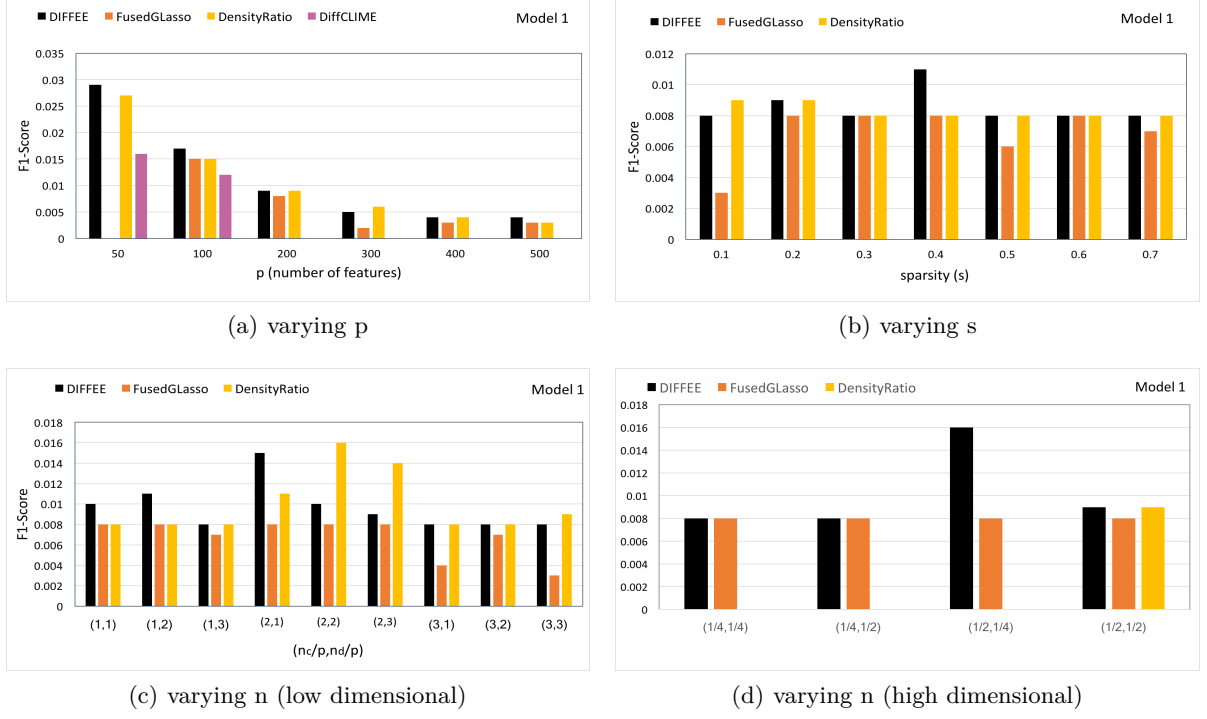 DIFFEE FusedGLasso DensityRatio DiffCLIME Model 1
0.035
0.03
0.025
0.02
0.015
0.01
0.005
0
F1-Score
50 100 200 300 400 500
p (number of features)
(a) varying p
DIFFEE FusedGLasso DensityRatio Model 1
0.012
0.01
0.008
0.006
0.004
0.002
0
F1-Score
0.1 0.2 0.3 0.4 0.5 0.6 0.7
sparsity (s)
(b) varying s
DIFFEE FusedGLasso DensityRatio Model 1
0.018
0.016
0.014
0.012
0.01
0.008
0.006
0.004
0.002
0
F1-Score
(1,1) (1,2) (1,3) (2,1) (2,2) (2,3) (3,1) (3,2) (3,3)
(nc/p,nd/p)
(c) varying n (low dimensional)
DIFFEE FusedGLasso DensityRatio Model 1
0.018
0.016
0.014
0.012
0.01
0.008
0.006
0.004
0.002
0
(1/4,1/4) (1/4,1/2) (1/2,1/4) (1/2,1/2)
(d) varying n (high dimensional)